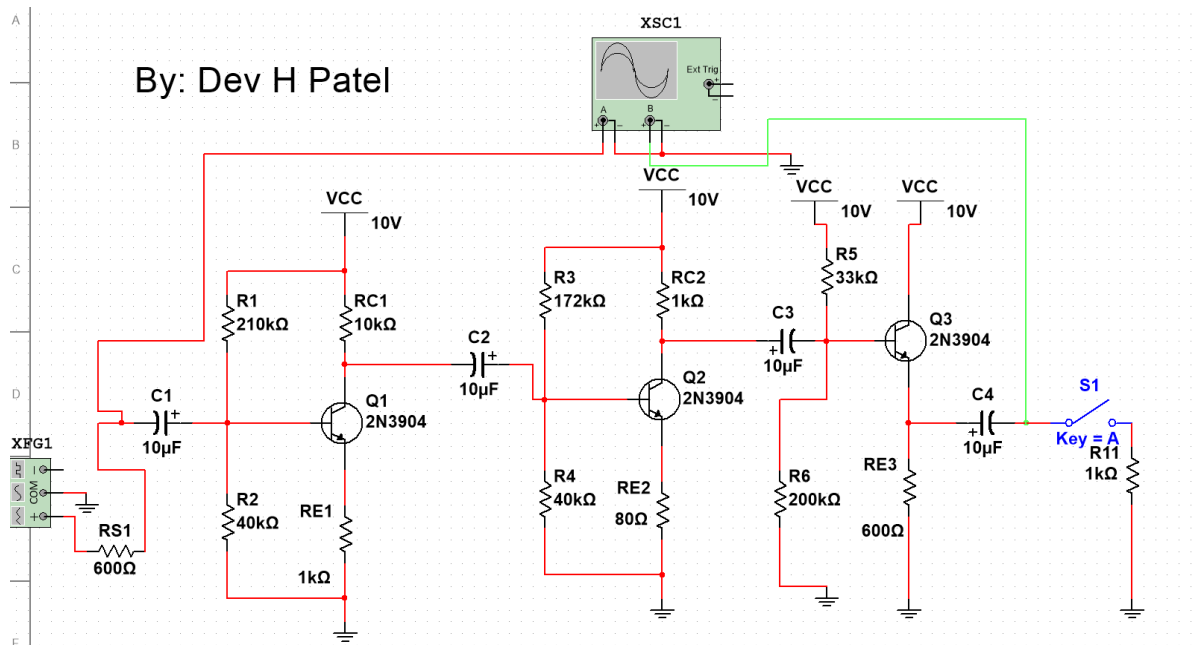 A
XSC1
By: Dev H Patel
Ext Trig
+
−
A
B
+ − + −
B
VCC
10V
VCC
10V
VCC
10V
VCC
10V
C
R1
210kΩ
RC1
10kΩ
R3
172kΩ
RC2
1kΩ
R5
33kΩ
C2
+
10µF
C3
+
10µF
Q3
2N3904
D
C1
+
10µF
Q1
2N3904
Q2
2N3904
C4
+
10µF
S1
Key = A
XFG1
COM
+
−
R11
1kΩ
R2
40kΩ
RE1
1kΩ
R4
40kΩ
RE2
80Ω
R6
200kΩ
RE3
600Ω
RS1
600Ω